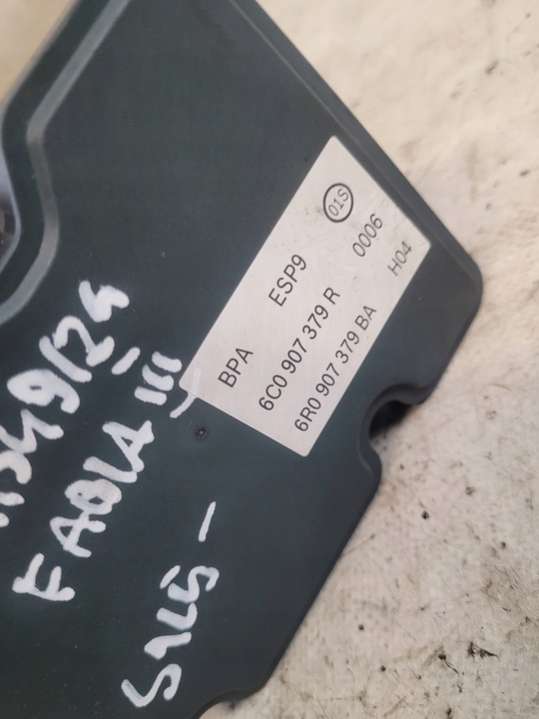 BPA ESP9 01S
6C0 907 379 R 0006
6R0 907 379 BA H04
FABIA III